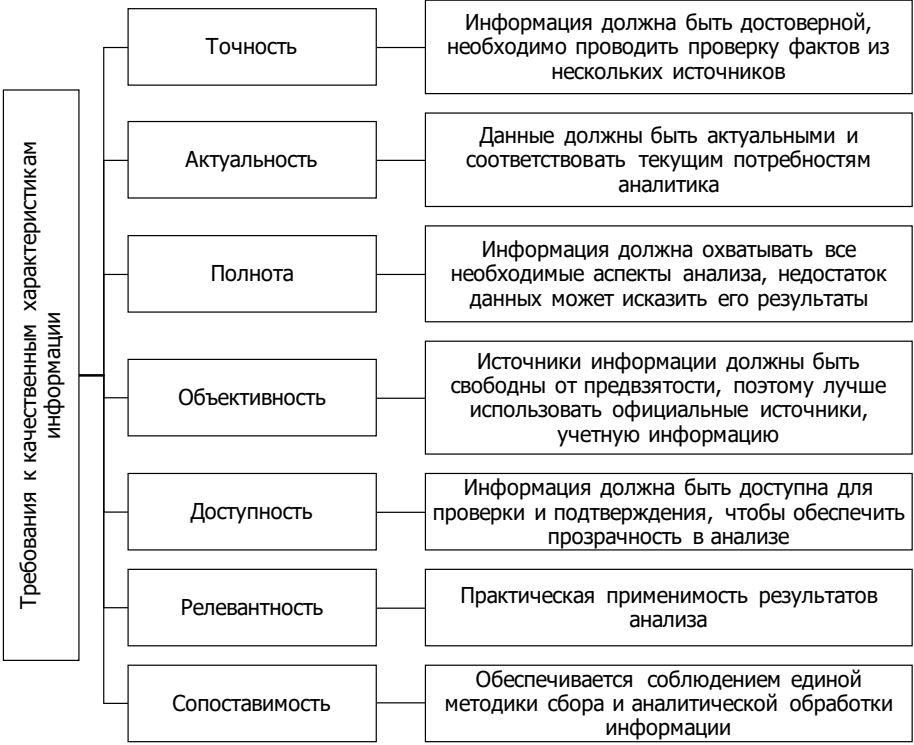 Требования к качественным характеристикам
информации
Точность
Информация должна быть достоверной,
необходимо проводить проверку фактов из
нескольких источников
Актуальность
Данные должны быть актуальными и
соответствовать текущим потребностям
аналитика
Полнота
Информация должна охватывать все
необходимые аспекты анализа, недостаток
данных может исказить его результаты
Объективность
Источники информации должны быть
свободны от предвзятости, поэтому лучше
использовать официальные источники,
учетную информацию
Доступность
Информация должна быть доступна для
проверки и подтверждения, чтобы обеспечить
прозрачность в анализе
Релевантность
Практическая применимость результатов
анализа
Сопоставимость
Обеспечивается соблюдением единой
методики сбора и аналитической обработки
информации